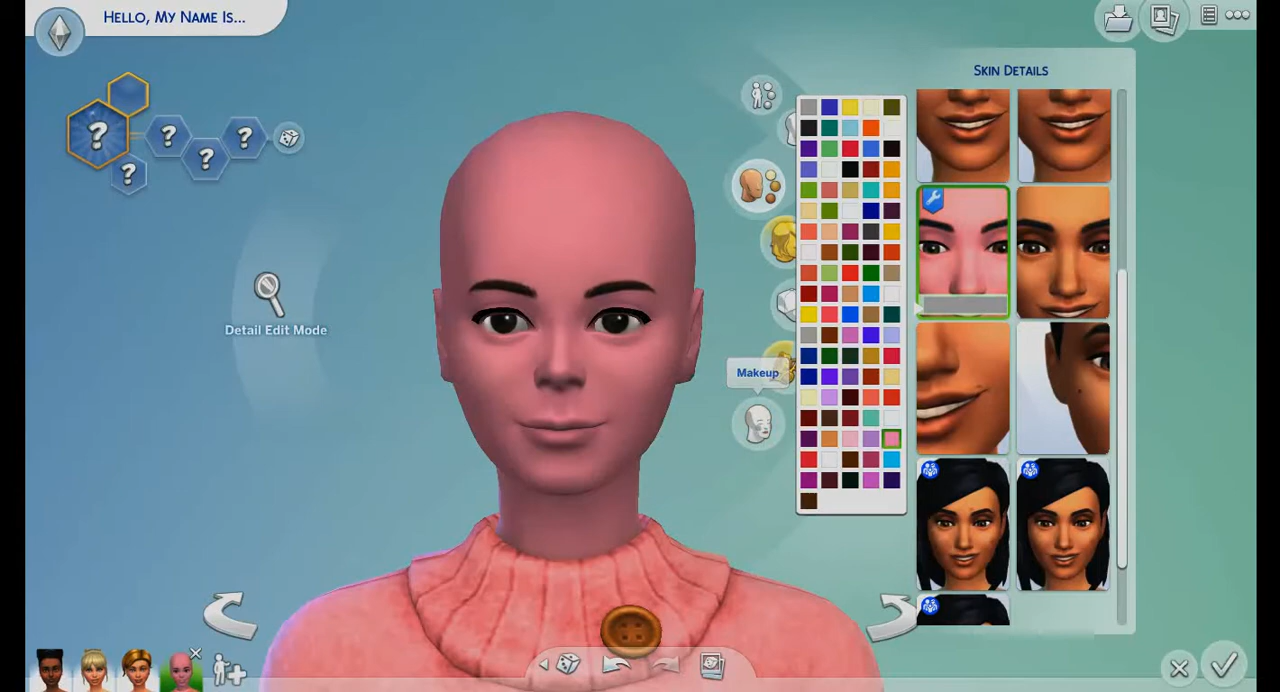 HELLO, MY NAME IS...
SKIN DETAILS
?
?
?
?
?
Detail Edit Mode
Makeup